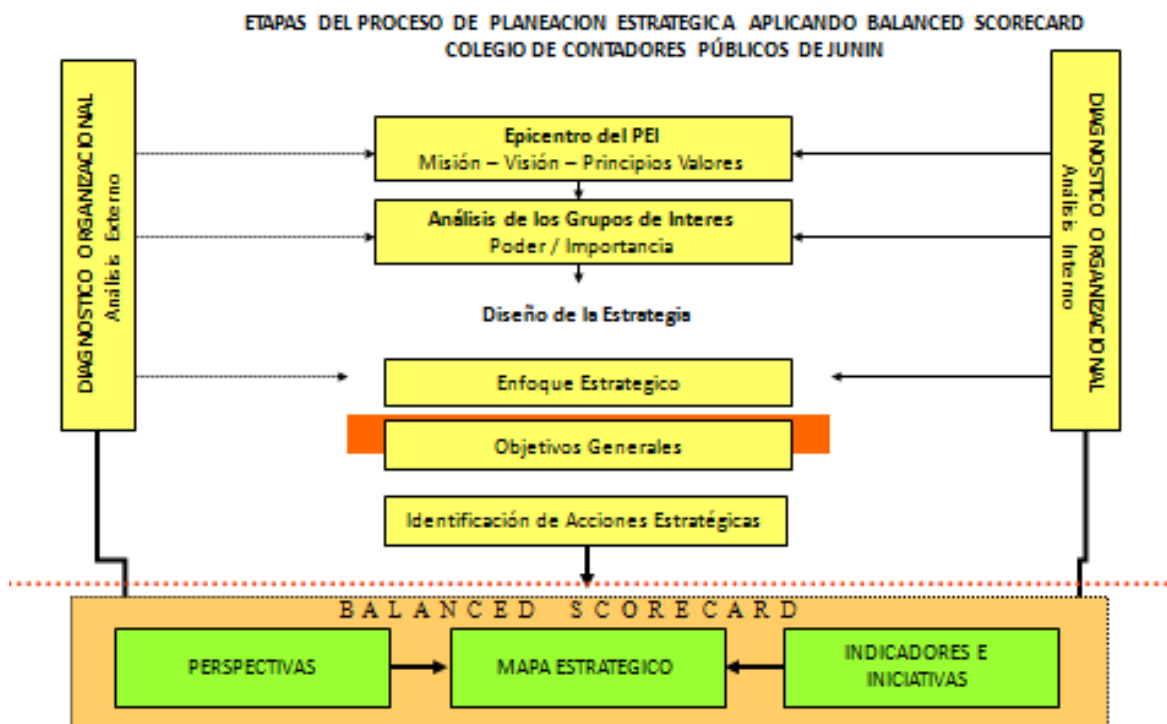 ETAPAS DEL PROCESO DE PLANEACION ESTRATEGICA APLICANDO BALANCED SCORECARD
COLEGIO DE CONTADORES PÚBLICOS DE JUNIN
DIAGNOSTICO ORGANIZACIONAL
Análisis Externo
Epicentro del PEI
Misión – Visión – Principios Valores
Análisis de los Grupos de Interes
Poder / Importancia
Diseño de la Estrategia
Enfoque Estrategico
Objetivos Generales
Identificación de Acciones Estratégicas
DIAGNOSTICO ORGANIZACIONAL
Análisis Interno
BALANCED SCORECARD
PERSPECTIVAS
MAPA ESTRATEGICO
INDICADORES E
INICIATIVAS